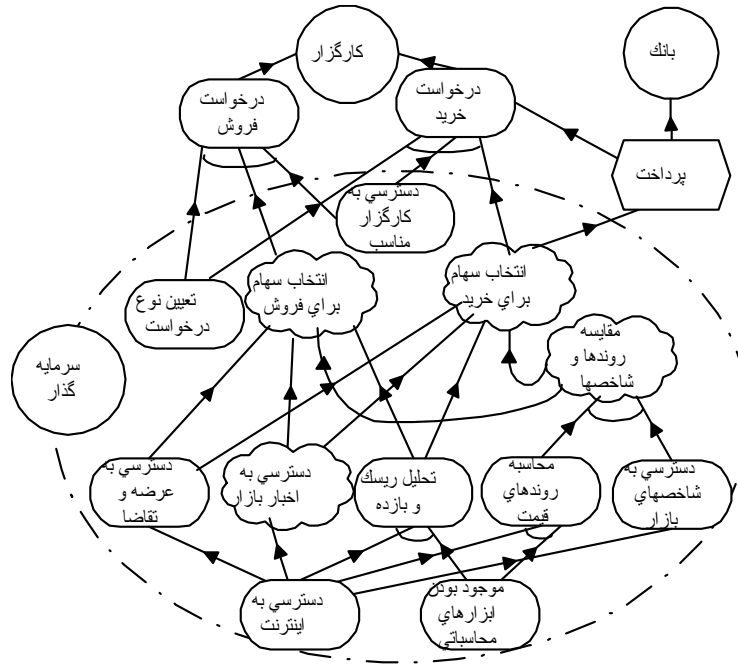 كارگزار
بانك
درخواست
فروش
درخواست
خريد
پرداخت
دسترسي به
كارگزار
مناسب
تعيين نوع
درخواست
انتخاب سهام
براي فروش
انتخاب سهام
براي خريد
مقايسه
روندها و
شاخصها
سرمايه
گذار
دسترسي به
عرضه و
تقاضا
دسترسي به
اخبار بازار
تحليل ريسك
و بازده
محاسبه
روندهاي
قيمت
دسترسي به
شاخصهاي
بازار
دسترسي به
اينترنت
موجود بودن
ابزارهاي
محاسباتي